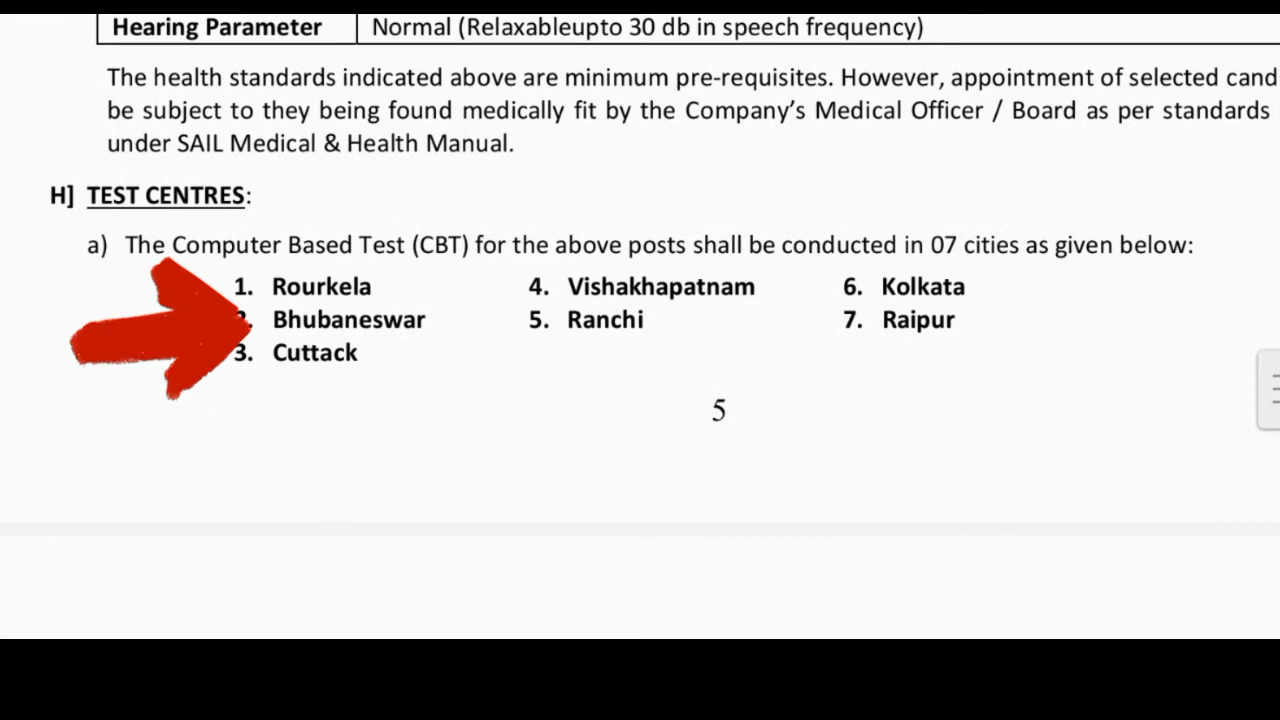 Hearing Parameter Normal (Relaxableupto 30 db in speech frequency)
The health standards indicated above are minimum pre-requisites. However, appointment of selected cand
be subject to they being found medically fit by the Company's Medical Officer / Board as per standards
under SAIL Medical & Health Manual.
H] TEST CENTRES:
a) The Computer Based Test (CBT) for the above posts shall be conducted in 07 cities as given below:
1. Rourkela 4. Vishakhapatnam 6. Kolkata
Bhubaneswar 5. Ranchi 7. Raipur
3. Cuttack
5